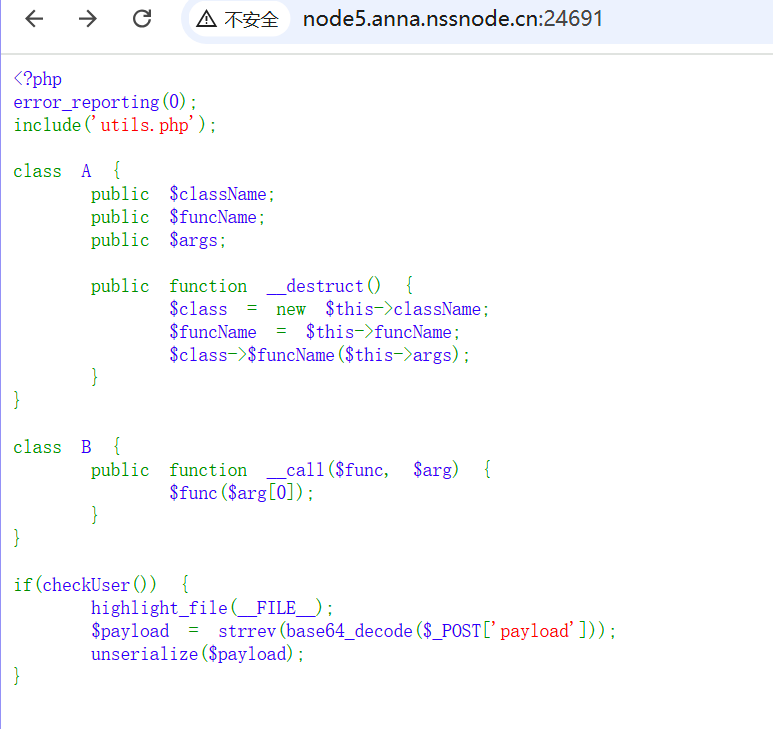 不安全 node5.anna.nssnode.cn:24691
<?php
error_reporting(0);
include('utils.php');
class A {
public $className;
public $funcName;
public $args;
public function __destruct() {
$class = new $this->className;
$funcName = $this->funcName;
$class->$funcName($this->args);
}
}
class B {
public function __call($func, $arg) {
$func($arg[0]);
}
}
if(checkUser()) {
highlight_file(__FILE__);
$payload = strrev(base64_decode($_POST['payload']));
unserialize($payload);
}